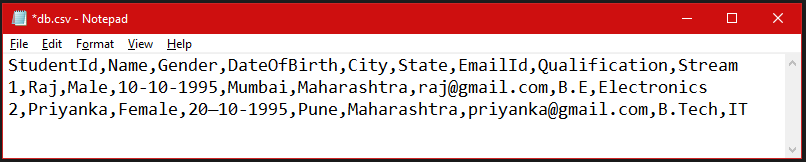 *db.csv - Notepad
File Edit Format View Help
StudentId,Name,Gender,DateOfBirth,City,State,EmailId,Qualification,Stream
1,Raj,Male,10-10-1995,Mumbai,Maharashtra,raj@gmail.com,B.E,Electronics
2,Priyanka,Female,20—10-1995,Pune,Maharashtra,priyanka@gmail.com,B.Tech,IT